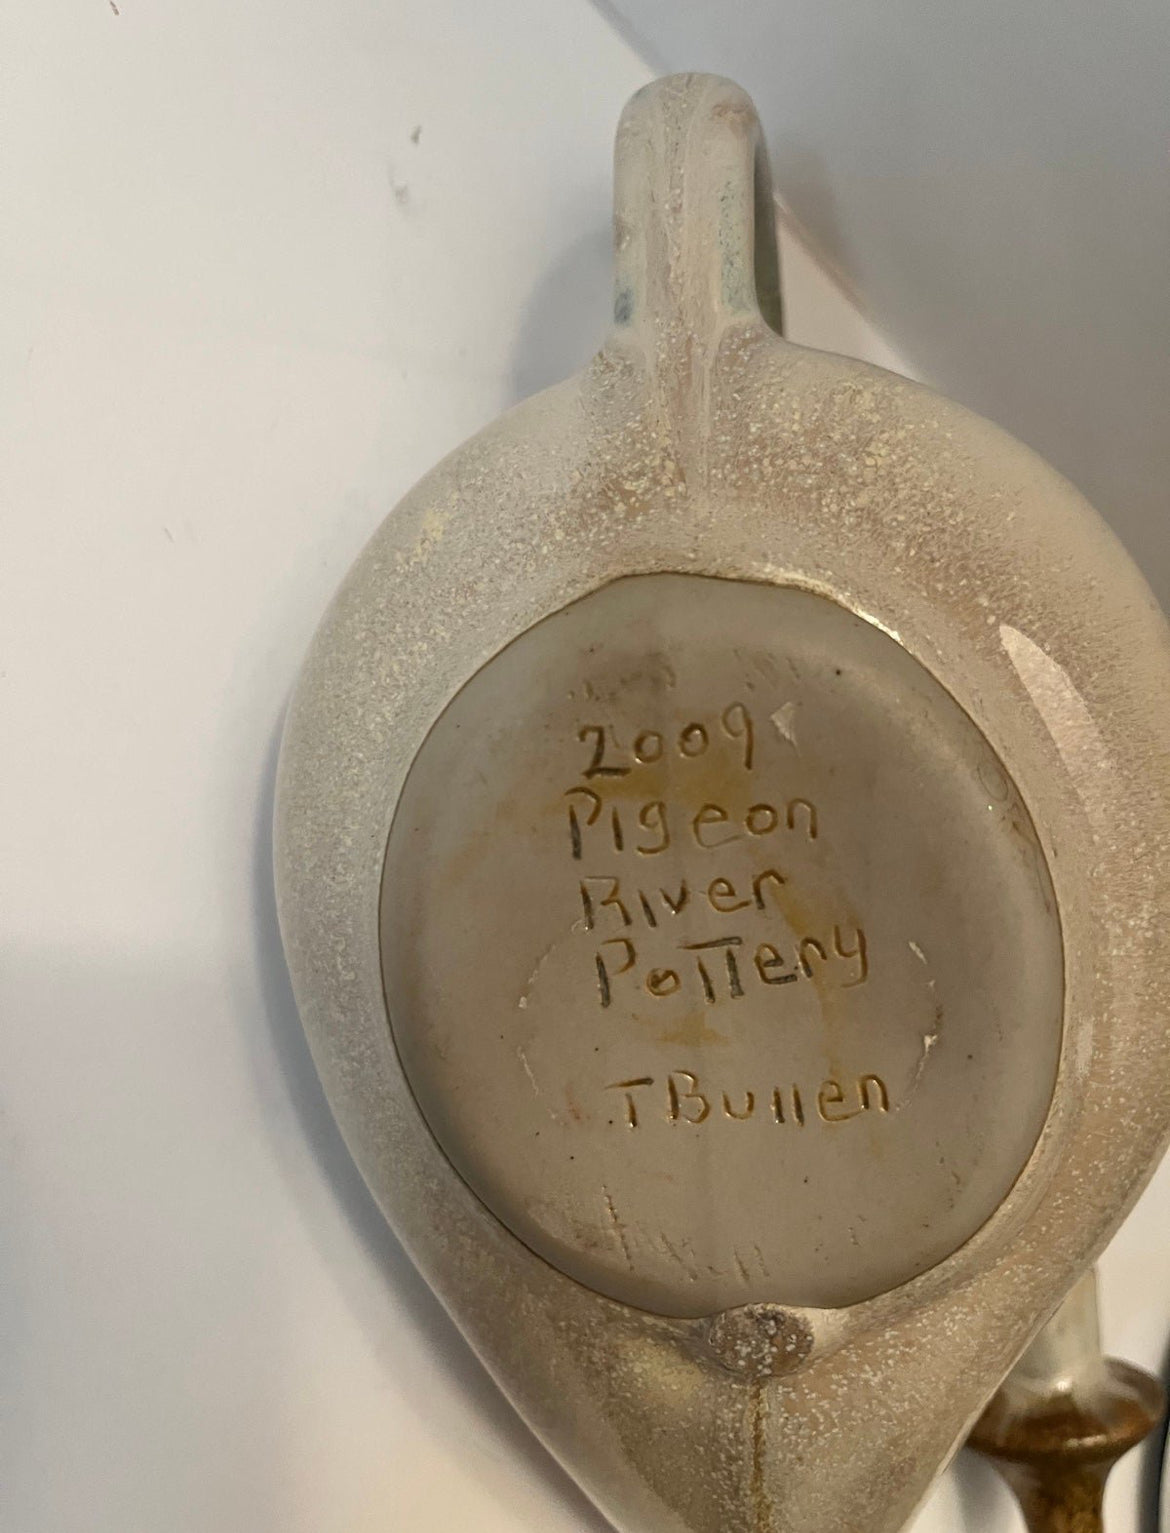 2009
Pigeon
River
Pottery
T Bullen